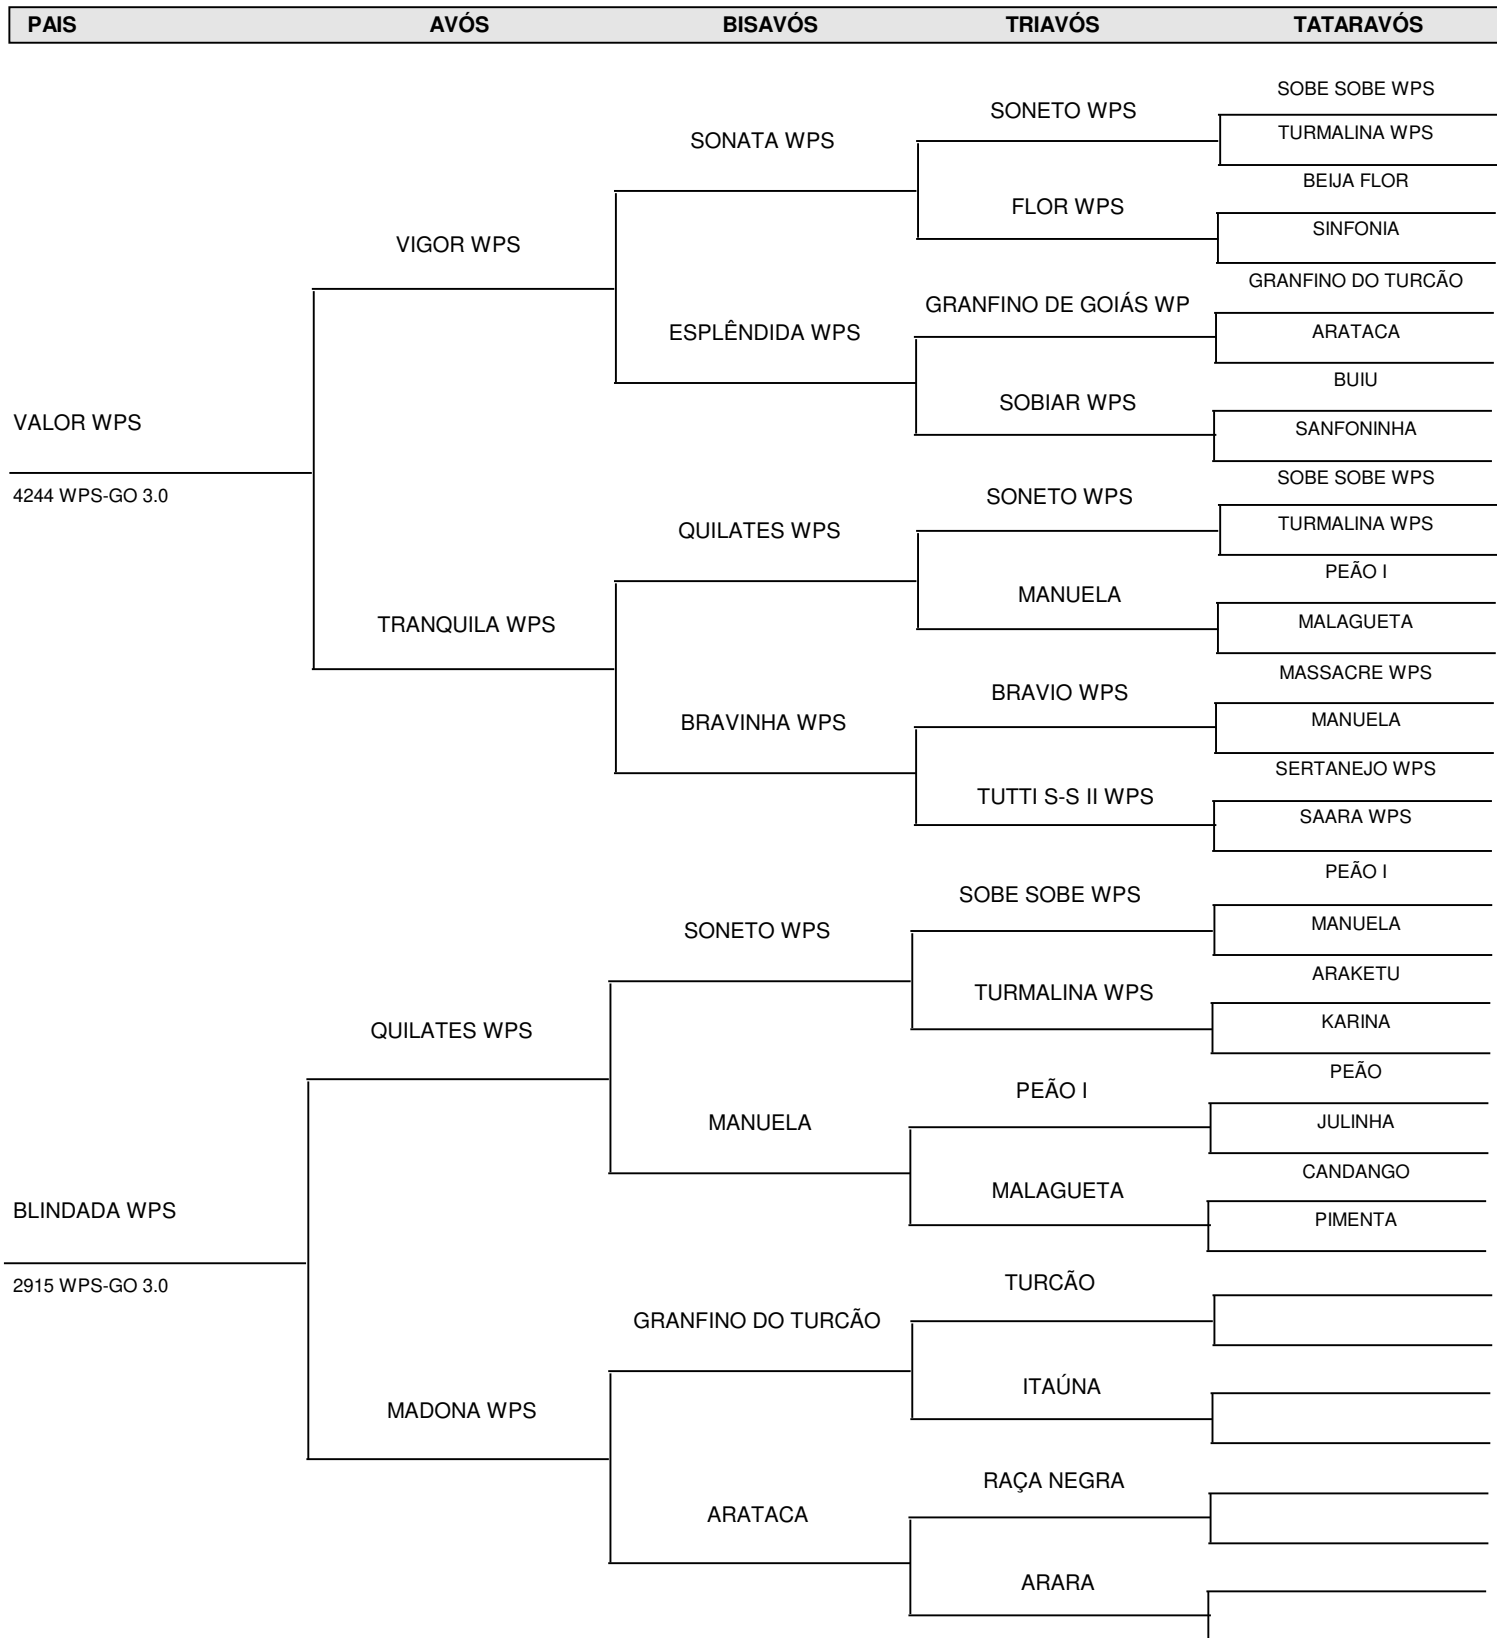 PAIS AVÓS BISAVÓS TRIAVÓS TATARAVÓS
SOBE SOBE WPS
SONETO WPS
TURMALINA WPS
SONATA WPS
BEIJA FLOR
FLOR WPS
SINFONIA
VIGOR WPS
GRANFINO DO TURCÃO
GRANFINO DE GOIÁS WP
ARATACA
ESPLÊNDIDA WPS
BUIU
SOBIAR WPS
VALOR WPS
SANFONINHA
SOBE SOBE WPS
4244 WPS-GO 3.0
SONETO WPS
TURMALINA WPS
QUILATES WPS
PEÃO I
MANUELA
MALAGUETA
TRANQUILA WPS
MASSACRE WPS
BRAVIO WPS
MANUELA
BRAVINHA WPS
SERTANEJO WPS
TUTTI S-S II WPS
SAARA WPS
PEÃO I
SOBE SOBE WPS
MANUELA
SONETO WPS
ARAKETU
TURMALINA WPS
KARINA
QUILATES WPS
PEÃO
PEÃO I
JULINHA
MANUELA
CANDANGO
MALAGUETA
BLINDADA WPS
PIMENTA
2915 WPS-GO 3.0
TURCÃO
GRANFINO DO TURCÃO
ITAÚNA
MADONA WPS
RAÇA NEGRA
ARATACA
ARARA